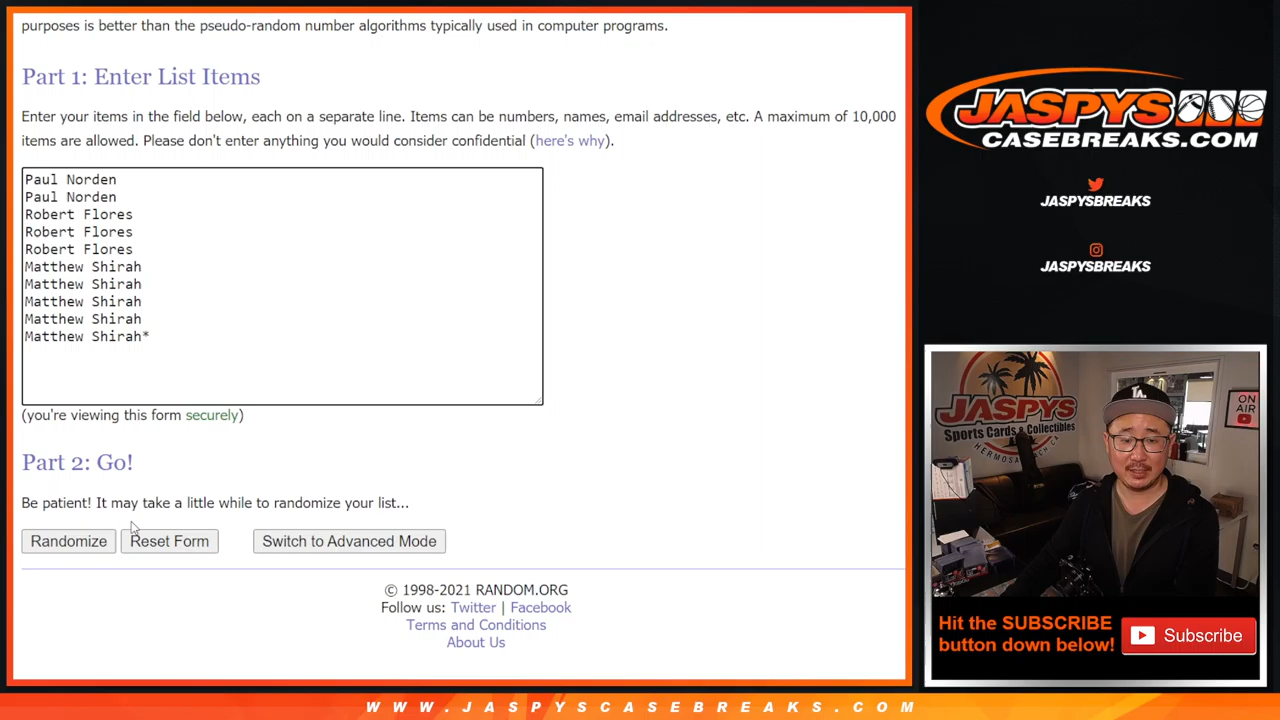 purposes is better than the pseudo-random number algorithms typically used in computer programs.
Part 1: Enter List Items
Enter your items in the field below, each on a separate line. Items can be numbers, names, email addresses, etc. A maximum of 10,000
items are allowed. Please don't enter anything you would consider confidential (here's why).
Paul Norden
Paul Norden
Robert Flores
Robert Flores
Robert Flores
Matthew Shirah
Matthew Shirah
Matthew Shirah
Matthew Shirah
Matthew Shirah*
(you're viewing this form securely)
Part 2: Go!
Be patient! It may take a little while to randomize your list...
Randomize
Reset Form
Switch to Advanced Mode
© 1998-2021 RANDOM.ORG
Follow us: Twitter | Facebook
Terms and Conditions
About Us
JASPYS
CASEBREAKS.COM
JASPYSBREAKS
JASPYSBREAKS
JASPYS
Sports Cards & Collectibles
HERMOSA BEACH, CA
LA
ON
AIR
Hit the SUBSCRIBE
button down below!
Subscribe
WWW.JASPYSCASEBREAKS.COM